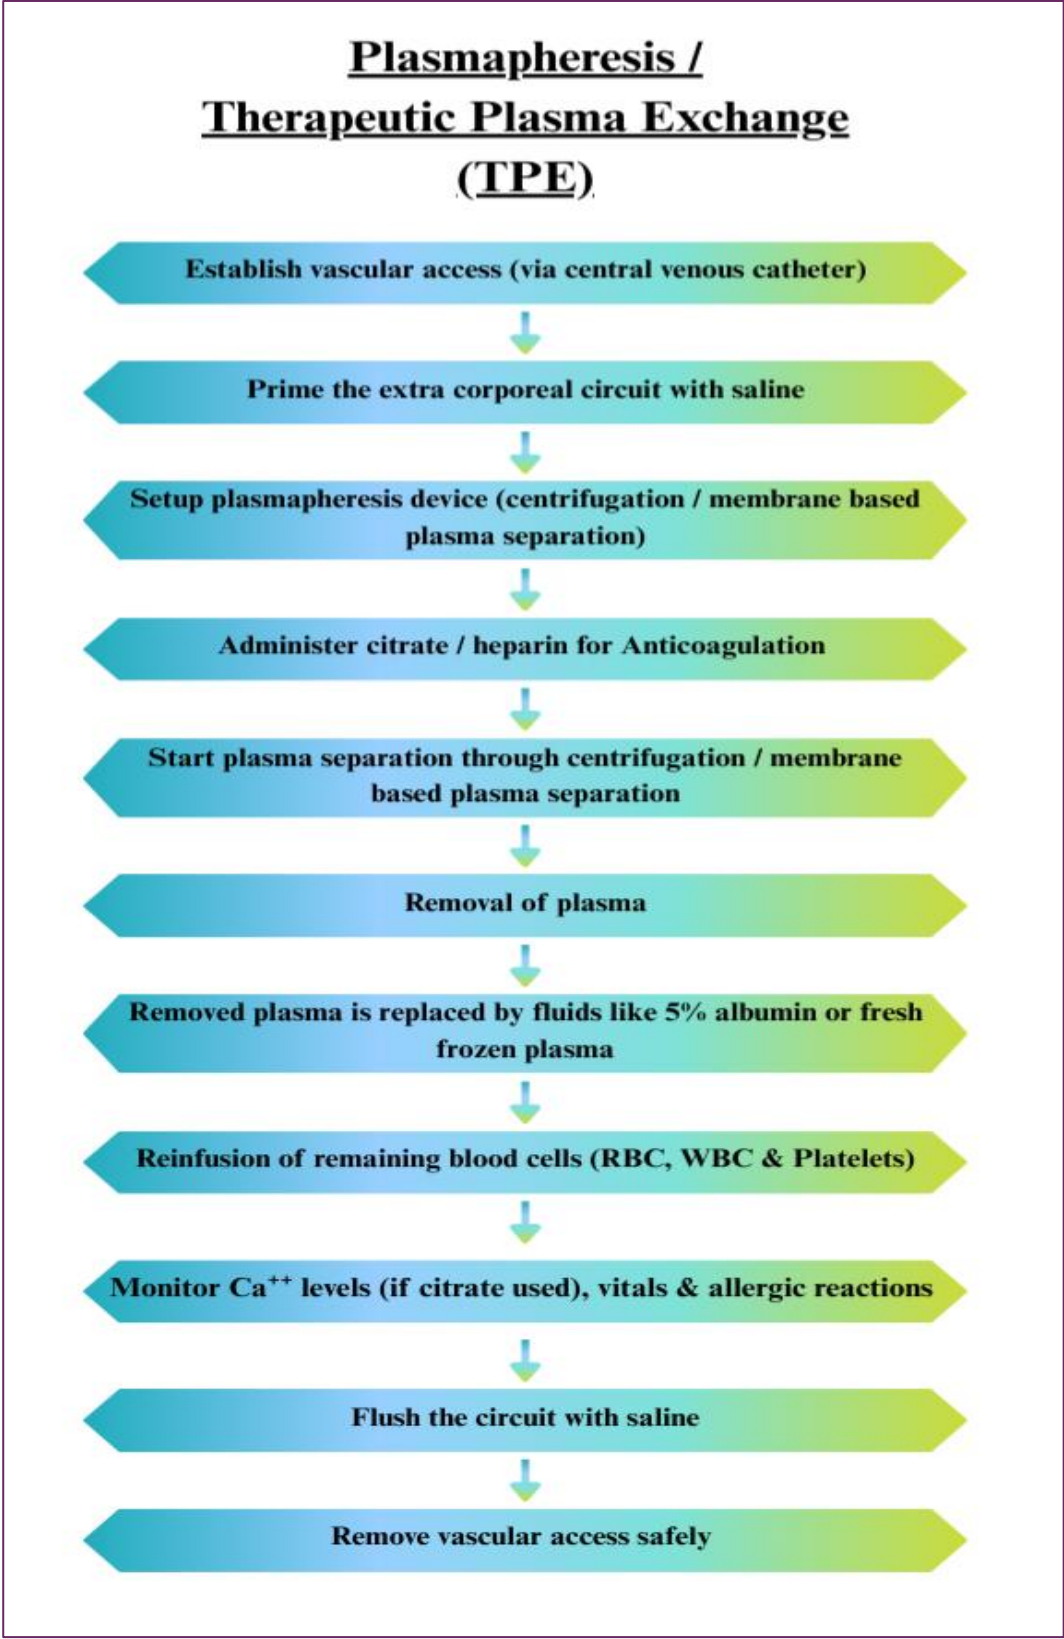 Plasmapheresis /
Therapeutic Plasma Exchange
(TPE)
Establish vascular access (via central venous catheter)
Prime the extra corporeal circuit with saline
Setup plasmapheresis device (centrifugation / membrane based
plasma separation)
Administer citrate / heparin for Anticoagulation
Start plasma separation through centrifugation / membrane
based plasma separation
Removal of plasma
Removed plasma is replaced by fluids like 5% albumin or fresh
frozen plasma
Reinfusion of remaining blood cells (RBC, WBC & Platelets)
Monitor Ca⁺⁺ levels (if citrate used), vitals & allergic reactions
Flush the circuit with saline
Remove vascular access safely